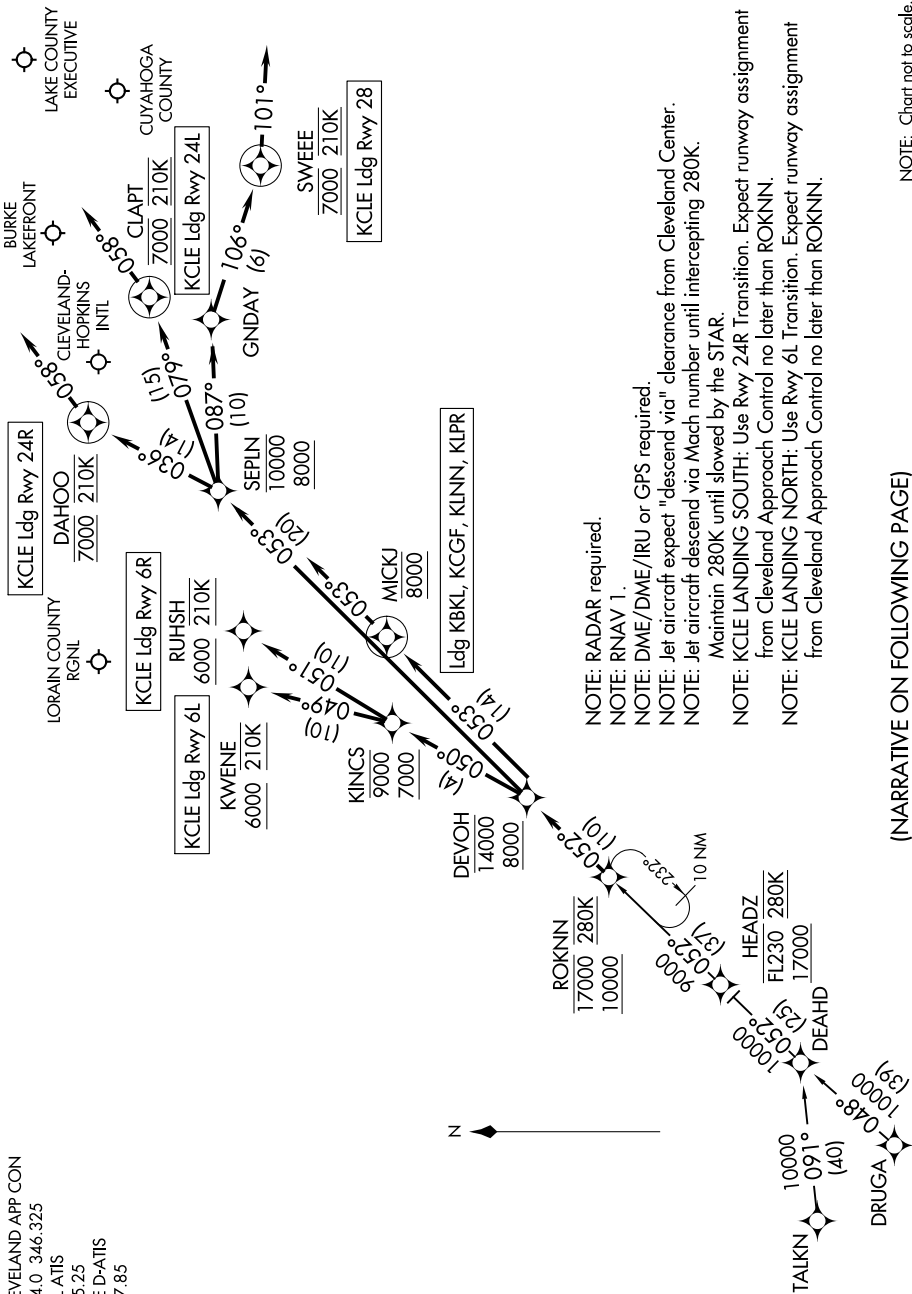 EVELAND APP CON
4.0 346.325
ATIS
5.25
E D-ATIS
7.85
LAKE COUNTY
EXECUTIVE
CUYAHOGA
COUNTY
BURKE
LAKEFRONT
CLEVELAND-
HOPKINS
INTL
LORAIN COUNTY
RGNL
KCLE Ldg Rwy 24R
DAHOO
7000 210K
058°
CLAPT
7000 210K
KCLE Ldg Rwy 24L
058°
101°
SWEEE
7000 210K
KCLE Ldg Rwy 28
106°
(6)
GNDAY
036°
(14)
(15)
079°
087°
(10)
SEPLN
10000
8000
KCLE Ldg Rwy 6R
RUHSH
6000 210K
KCLE Ldg Rwy 6L
KWENE
6000 210K
049°
(10)
051°
(10)
KINCS
9000
7000
053°
(20)
053°
MICKJ
8000
Ldg KBKL, KCGF, KLNN, KLPR
050°
(4)
053°
(14)
DEVOH
14000
8000
052°
(10)
ROKNN
17000 280K
10000
232°
10 NM
9000
052°
(37)
HEADZ
FL230 280K
17000
10000
052°
(25)
DEAHD
N
TALKN
10000
091°
(40)
DRUGA
048°
10000
(39)
NOTE: RADAR required.
NOTE: RNAV 1.
NOTE: DME/DME/IRU or GPS required.
NOTE: Jet aircraft expect "descend via" clearance from Cleveland Center.
NOTE: Jet aircraft descend via Mach number until intercepting 280K.
Maintain 280K until slowed by the STAR.
NOTE: KCLE LANDING SOUTH: Use Rwy 24R Transition. Expect runway assignment
from Cleveland Approach Control no later than ROKNN.
NOTE: KCLE LANDING NORTH: Use Rwy 6L Transition. Expect runway assignment
from Cleveland Approach Control no later than ROKNN.
(NARRATIVE ON FOLLOWING PAGE)
NOTE: Chart not to scale.